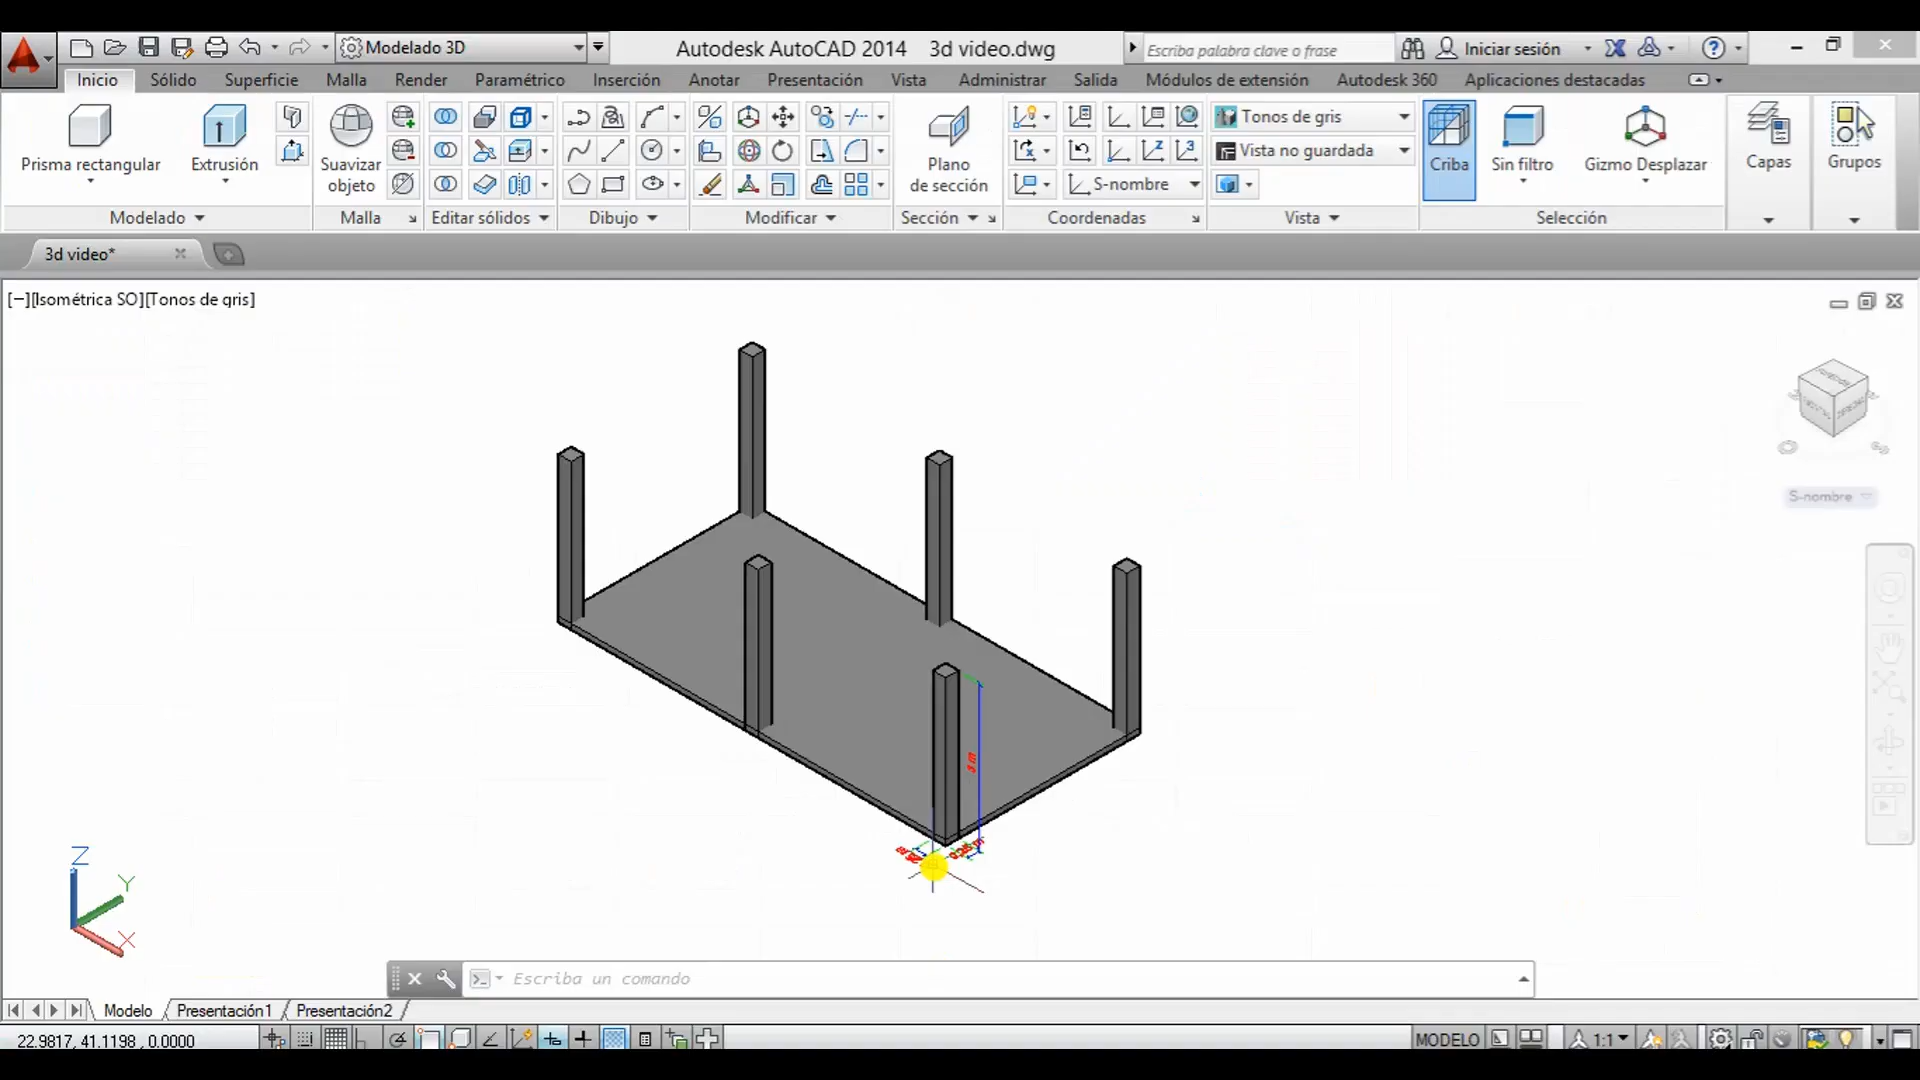 Modelado 3D
Autodesk AutoCAD 2014 3d video.dwg
Escriba palabra clave o frase
Iniciar sesión
Inicio Sólido Superficie Malla Render Paramétrico Inserción Anotar Presentación Vista Administrar Salida Módulos de extensión Autodesk 360 Aplicaciones destacadas
Prisma rectangular
Extrusión
Suavizar
objeto
Plano
de sección
S-nombre
Tonos de gris
Vista no guardada
Criba
Sin filtro
Gizmo Desplazar
Capas
Grupos
Modelado Malla Editar sólidos Dibujo Modificar Sección Coordenadas Vista Selección
3d video*
[−][Isométrica SO][Tonos de gris]
S-nombre
3 m
Z
Y
X
Escriba un comando
Modelo Presentación1 Presentación2
22.9817, 41.1198 , 0.0000
MODELO
1:1